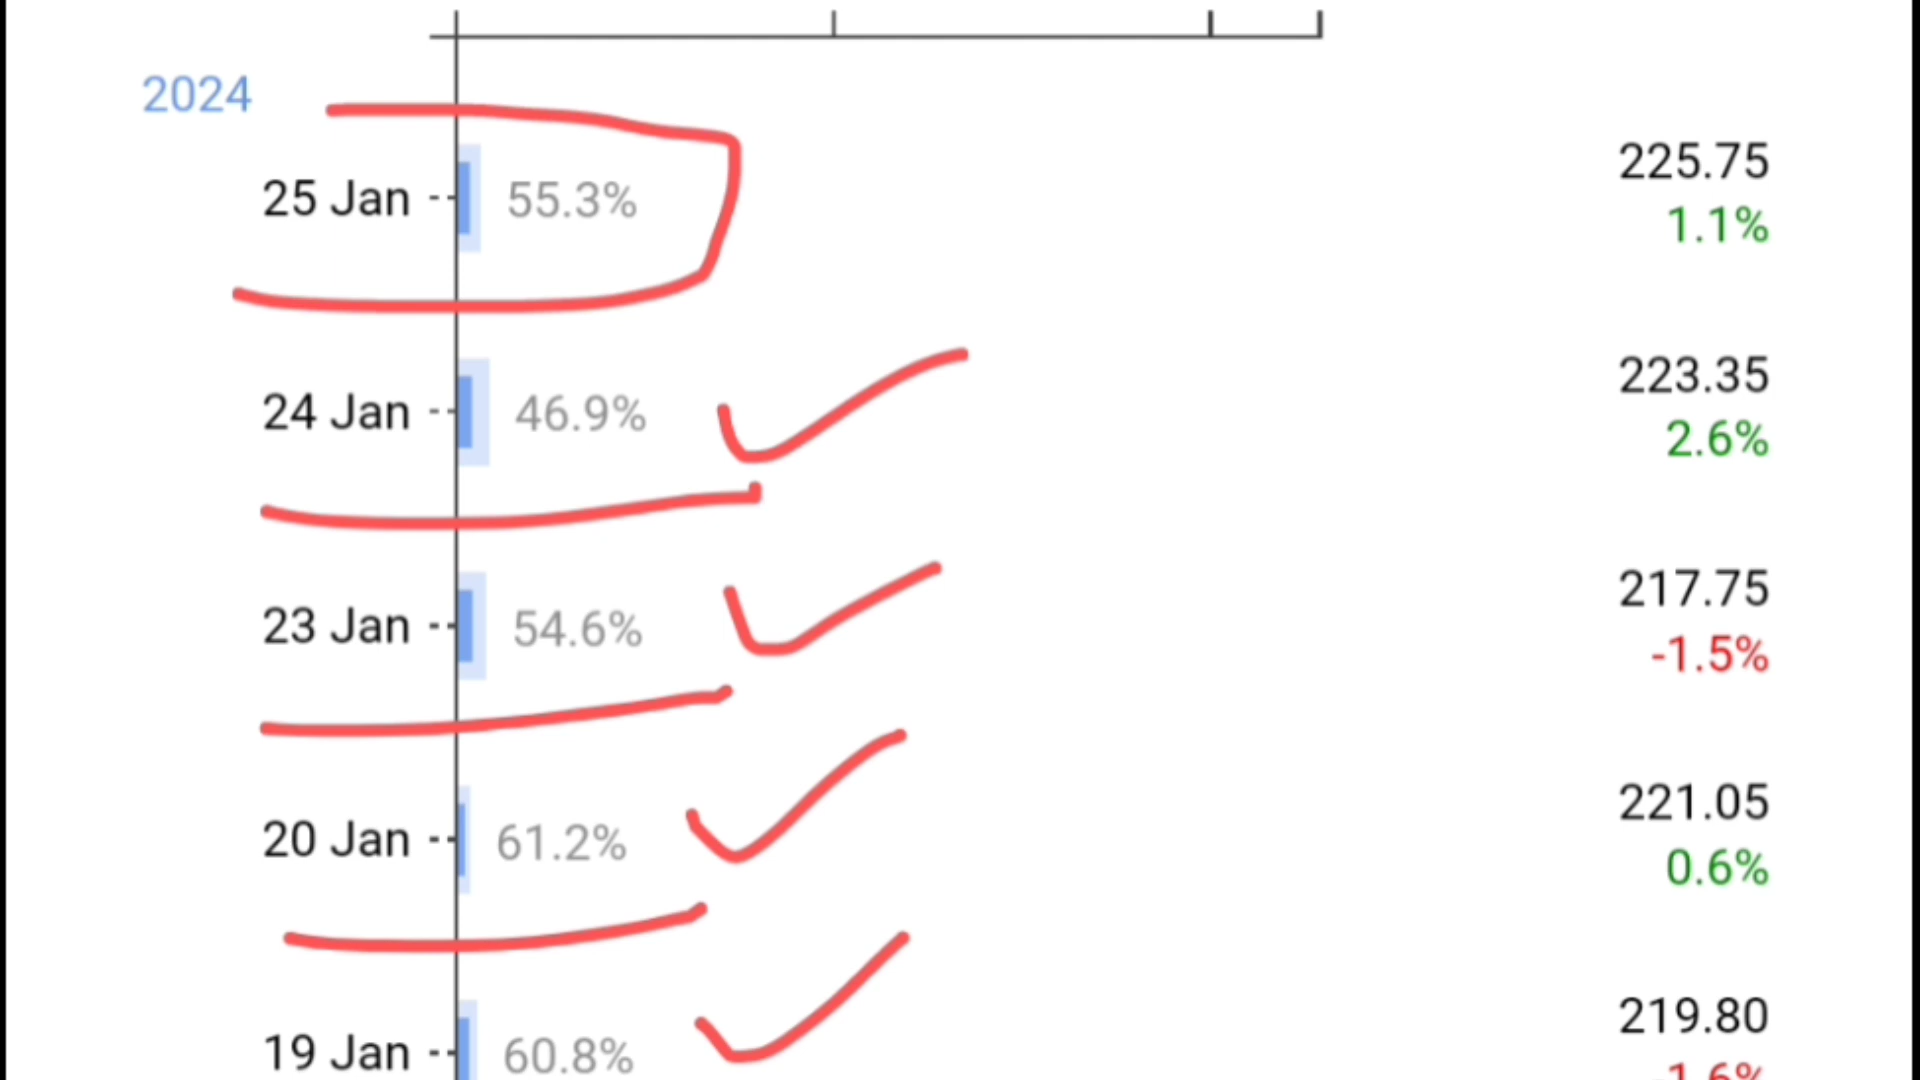 2024
225.75
25 Jan 55.3%
1.1%
223.35
24 Jan 46.9%
2.6%
217.75
23 Jan 54.6%
-1.5%
221.05
20 Jan 61.2%
0.6%
219.80
19 Jan 60.8%
-1.6%